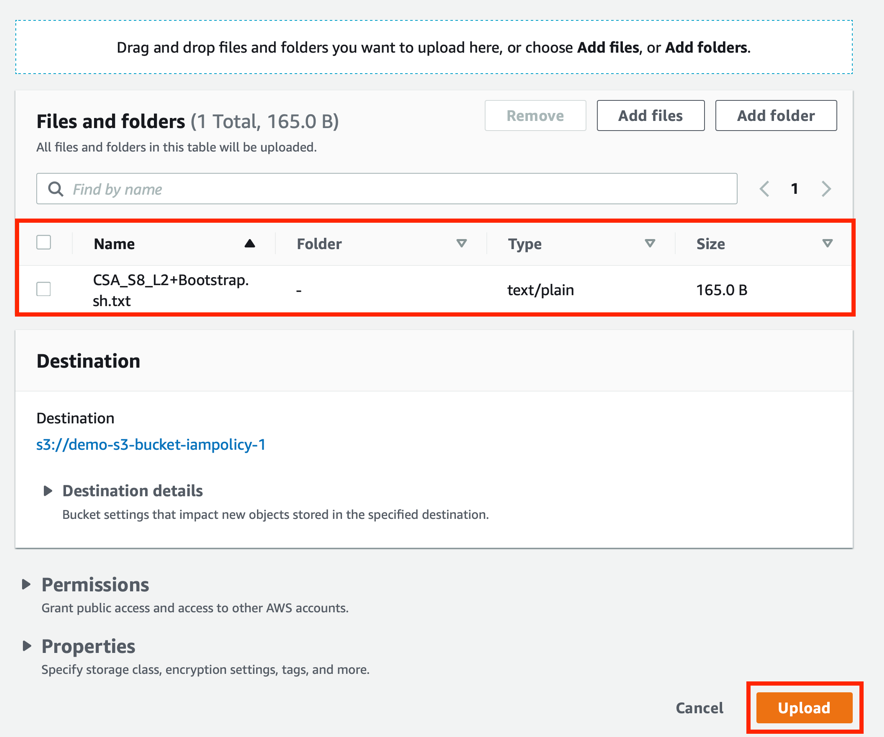 Drag and drop files and folders you want to upload here, or choose Add files, or Add folders.
Files and folders (1 Total, 165.0 B)
Remove
Add files
Add folder
All files and folders in this table will be uploaded.
Find by name
1
Name
Folder
Type
Size
CSA_S8_L2+Bootstrap.
sh.txt
-
text/plain
165.0 B
Destination
Destination
s3://demo-s3-bucket-iampolicy-1
Destination details
Bucket settings that impact new objects stored in the specified destination.
Permissions
Grant public access and access to other AWS accounts.
Properties
Specify storage class, encryption settings, tags, and more.
Cancel
Upload